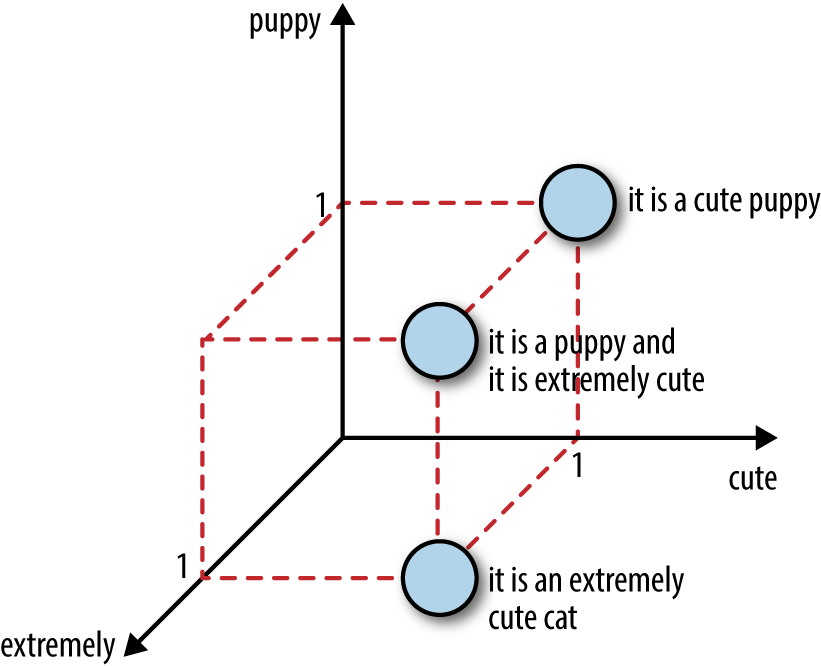 puppy
1
it is a cute puppy
it is a puppy and
it is extremely cute
1
cute
1
it is an extremely
cute cat
extremely